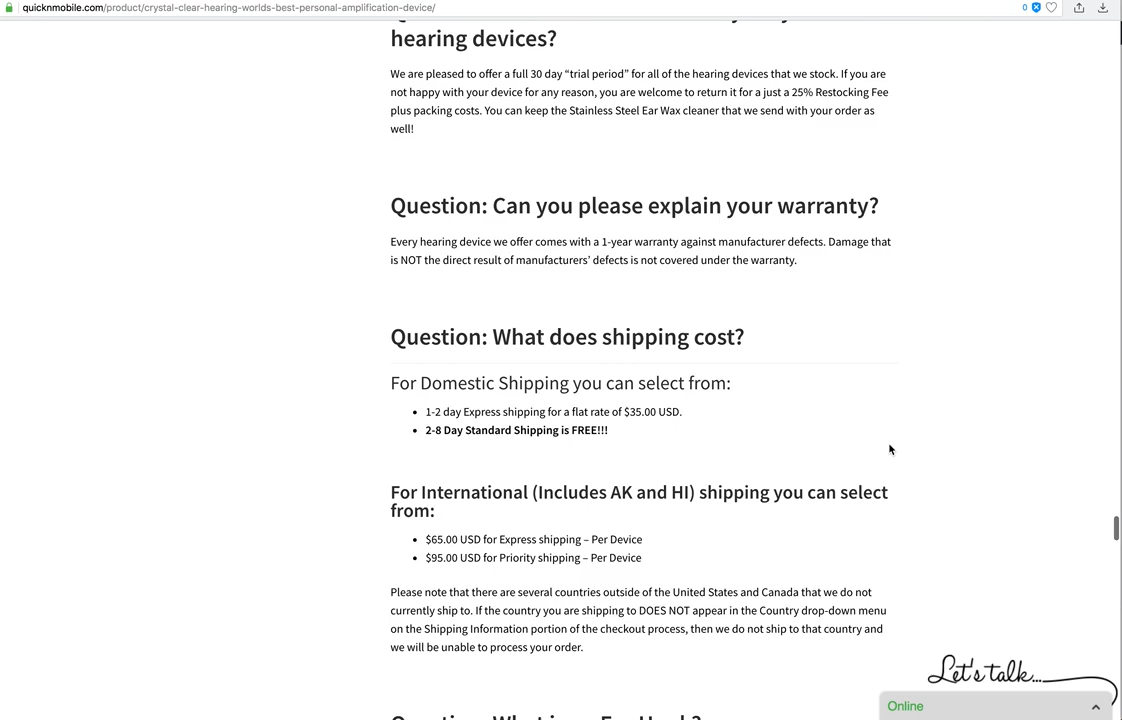 quicknmobile.com/product/crystal-clear-hearing-worlds-best-personal-amplification-device/
0
hearing devices?
We are pleased to offer a full 30 day “trial period” for all of the hearing devices that we stock. If you are
not happy with your device for any reason, you are welcome to return it for a just a 25% Restocking Fee
plus packing costs. You can keep the Stainless Steel Ear Wax cleaner that we send with your order as
well!
Question: Can you please explain your warranty?
Every hearing device we offer comes with a 1-year warranty against manufacturer defects. Damage that
is NOT the direct result of manufacturers’ defects is not covered under the warranty.
Question: What does shipping cost?
For Domestic Shipping you can select from:
• 1-2 day Express shipping for a flat rate of $35.00 USD.
• 2-8 Day Standard Shipping is FREE!!!
For International (Includes AK and HI) shipping you can select
from:
• $65.00 USD for Express shipping – Per Device
• $95.00 USD for Priority shipping – Per Device
Please note that there are several countries outside of the United States and Canada that we do not
currently ship to. If the country you are shipping to DOES NOT appear in the Country drop-down menu
on the Shipping Information portion of the checkout process, then we do not ship to that country and
we will be unable to process your order.
Let's talk...
Online